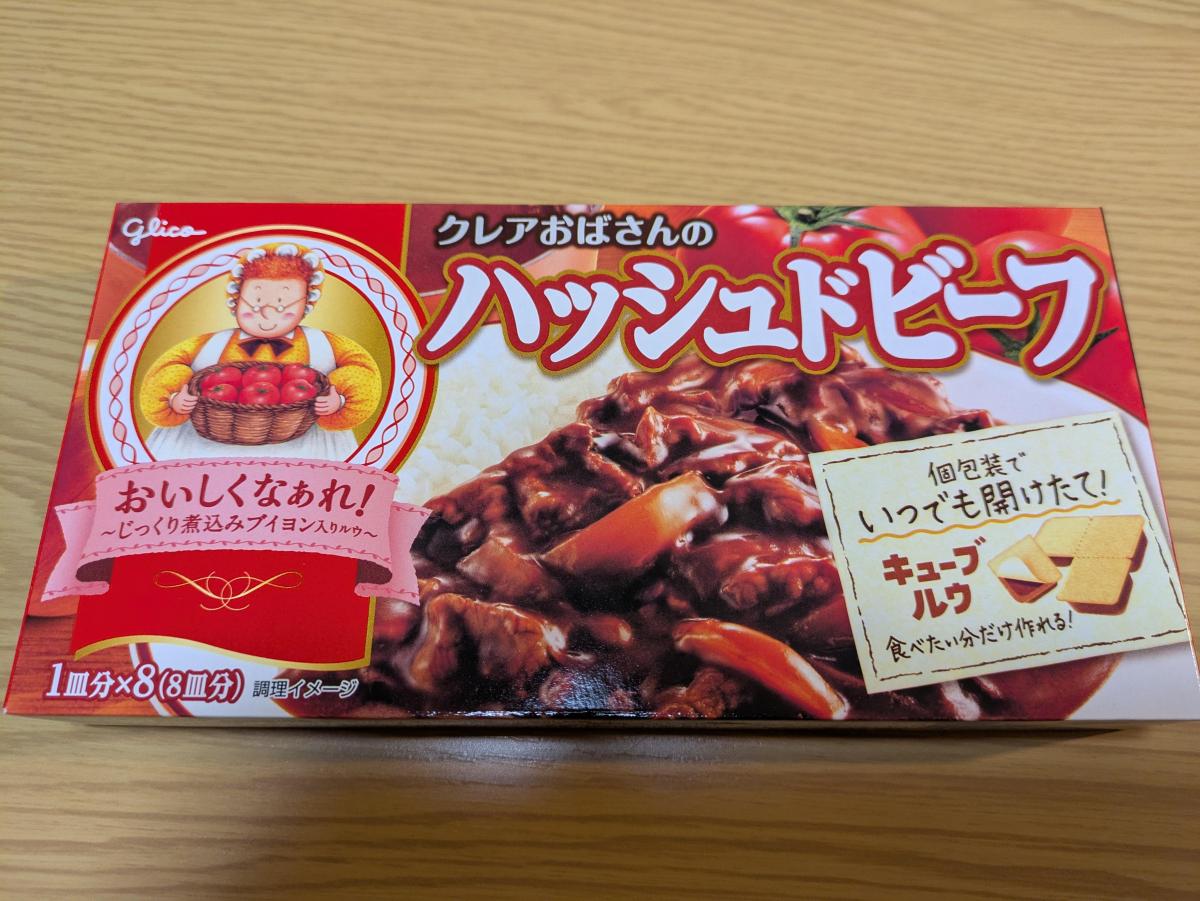 glico
クレアおばさんの
ハッシュドビーフ
おいしくなぁれ!
~じっくり煮込みブイヨン入りルウ~
個包装で
いつでも開けたて!
キューブ
ルウ
食べたい分だけ作れる!
1皿分×8(8皿分) 調理イメージ